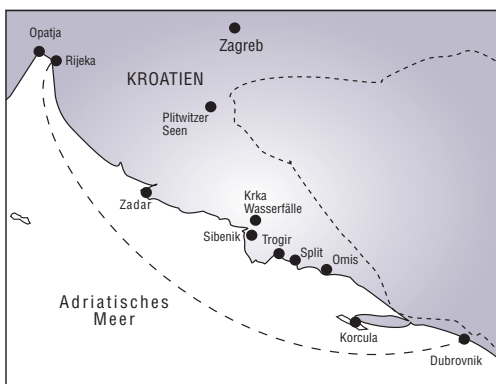 Opatja
Rijeka
Zagreb
KROATIEN
Plitwitzer
Seen
Zadar
Krka
Wasserfälle
Sibenik
Trogir
Split
Omis
Adriatisches
Meer
Korcula
Dubrovnik